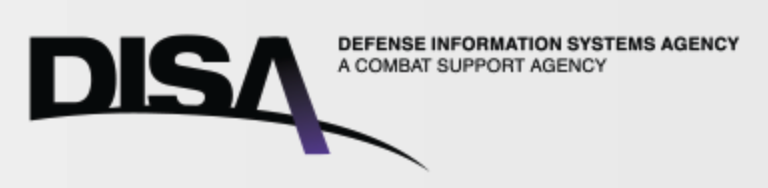 DISA
DEFENSE INFORMATION SYSTEMS AGENCY
A COMBAT SUPPORT AGENCY